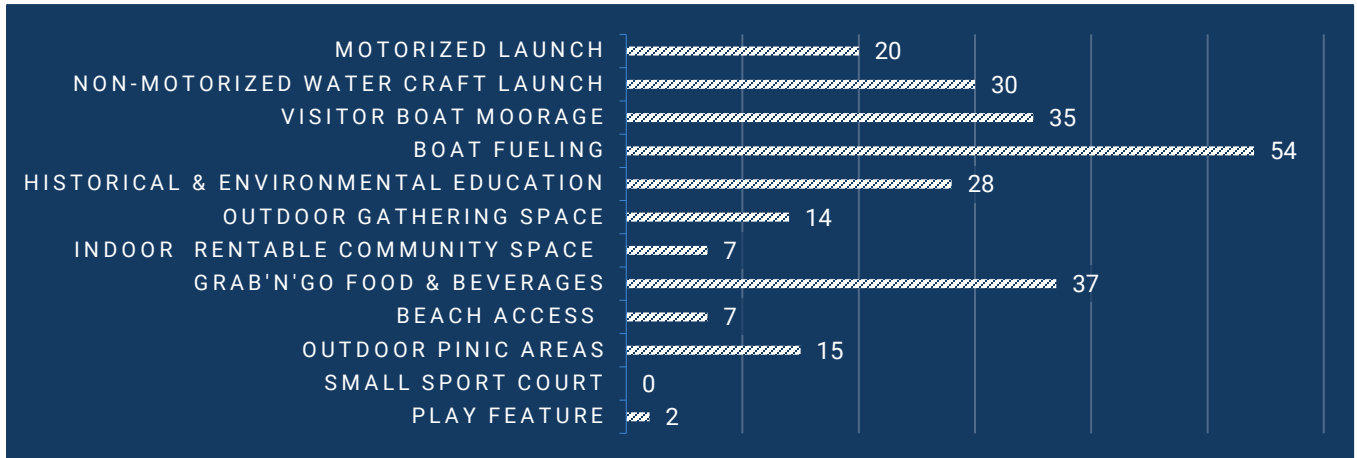 MOTORIZED LAUNCH 20
NON-MOTORIZED WATER CRAFT LAUNCH 30
VISITOR BOAT MOORAGE 35
BOAT FUELING 54
HISTORICAL & ENVIRONMENTAL EDUCATION 28
OUTDOOR GATHERING SPACE 14
INDOOR RENTABLE COMMUNITY SPACE 7
GRAB'N'GO FOOD & BEVERAGES 37
BEACH ACCESS 7
OUTDOOR PINIC AREAS 15
SMALL SPORT COURT 0
PLAY FEATURE 2